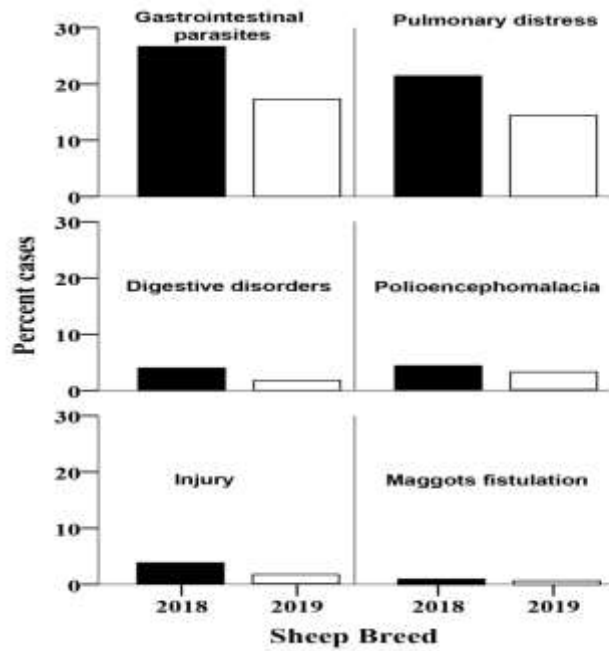 Gastrointestinal
parasites
Pulmonary distress
30
20
10
0
Digestive disorders
Polioencephomalacia
30
20
10
0
Injury
Maggots fistulation
30
20
10
0
Percent cases
2018
2019
2018
2019
Sheep Breed